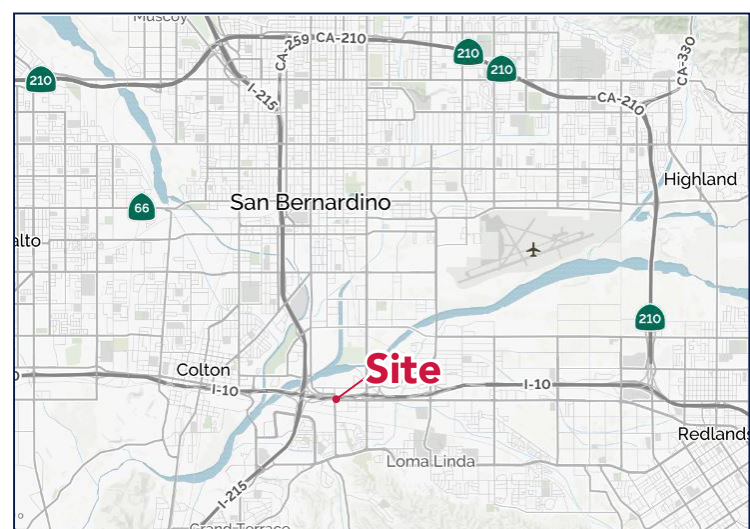 Muscoy
CA-259
CA-210
210
210
210
CA-330
CA-210
I-215
Highland
66
San Bernardino
alto
210
Site
Colton
I-10
I-10
Redlands
Loma Linda
I-215
Grand Terrace